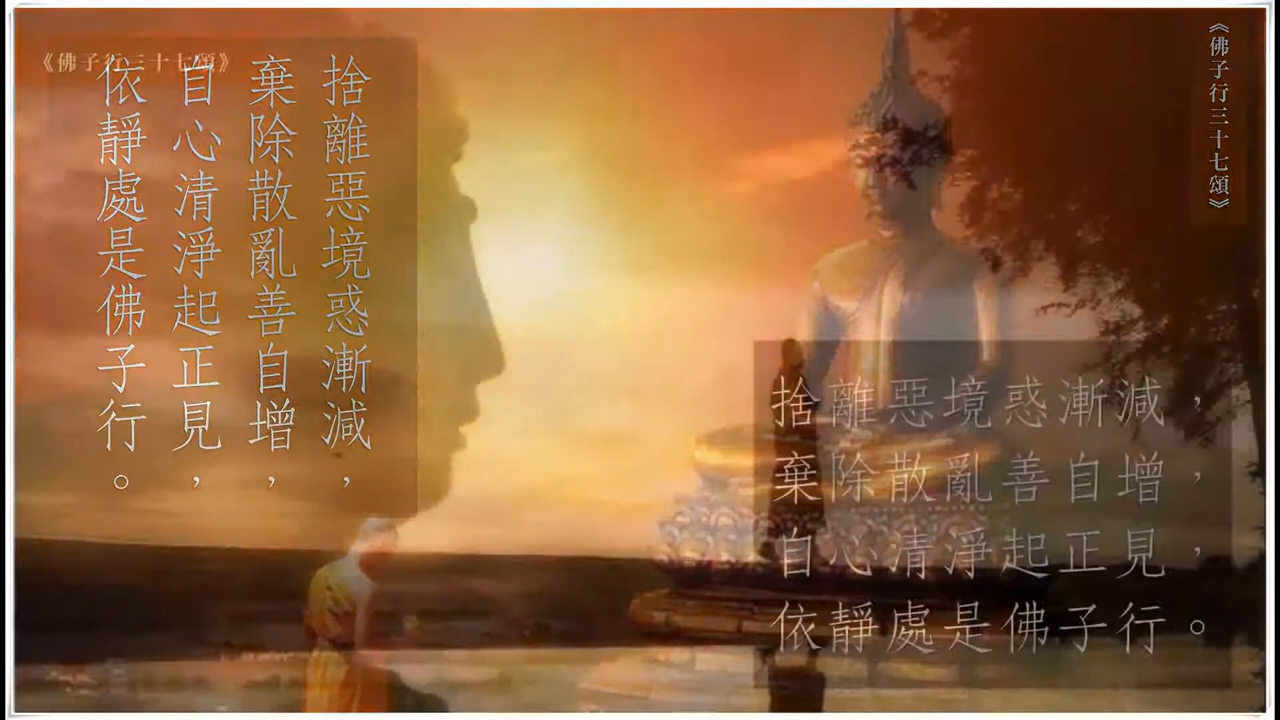 《佛子行三十七頌》
捨離惡境惑漸減，
棄除散亂善自增，
自心清淨起正見，
依靜處是佛子行。
《佛子行三十七頌》
捨離惡境惑漸減，
棄除散亂善自增，
自心清淨起正見，
依靜處是佛子行。